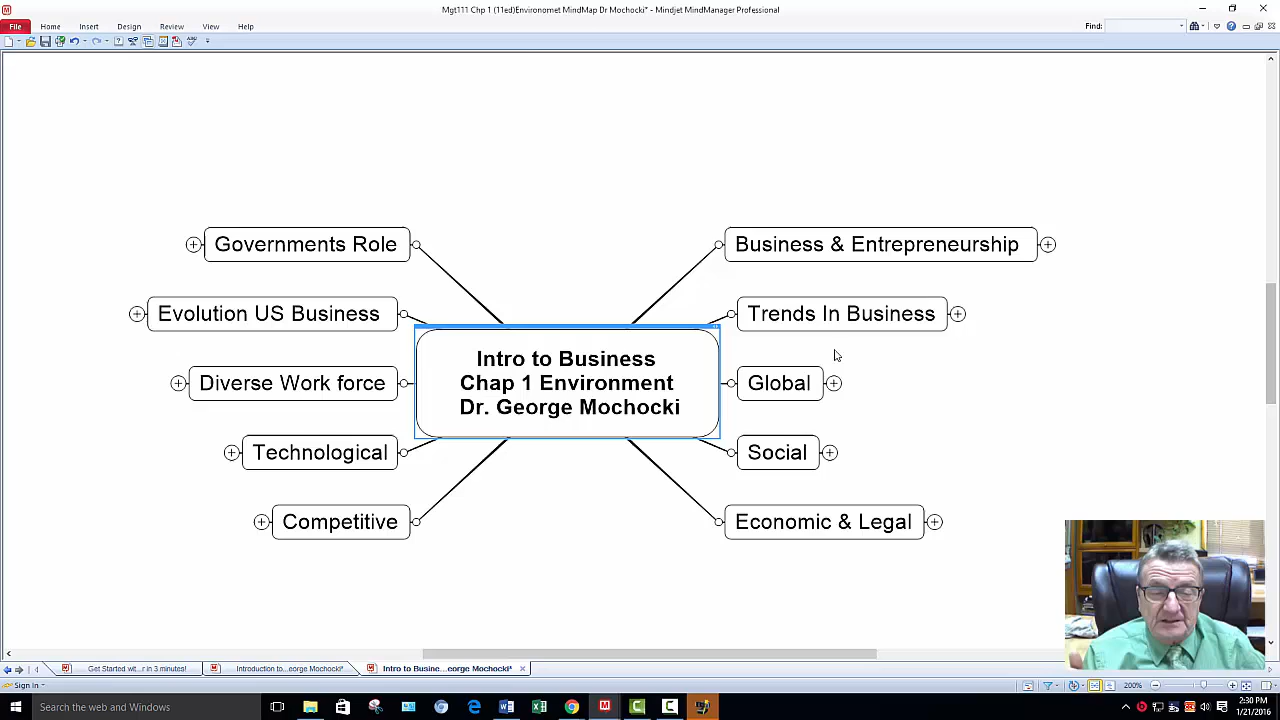 Mgt111 Chp 1 (11ed)Environomet MindMap Dr Mochocki* - Mindjet MindManager Professional
File Home Insert Design Review View Help
Find:
Governments Role
Business & Entrepreneurship
Evolution US Business
Trends In Business
Intro to Business
Chap 1 Environment
Dr. George Mochocki
Diverse Work force
Global
Technological
Social
Competitive
Economic & Legal
Get Started wit...r in 3 minutes!
Introduction to...eorge Mochocki*
Intro to Busine...eorge Mochocki*
Sign In
200%
Search the web and Windows
2:30 PM
1/21/2016